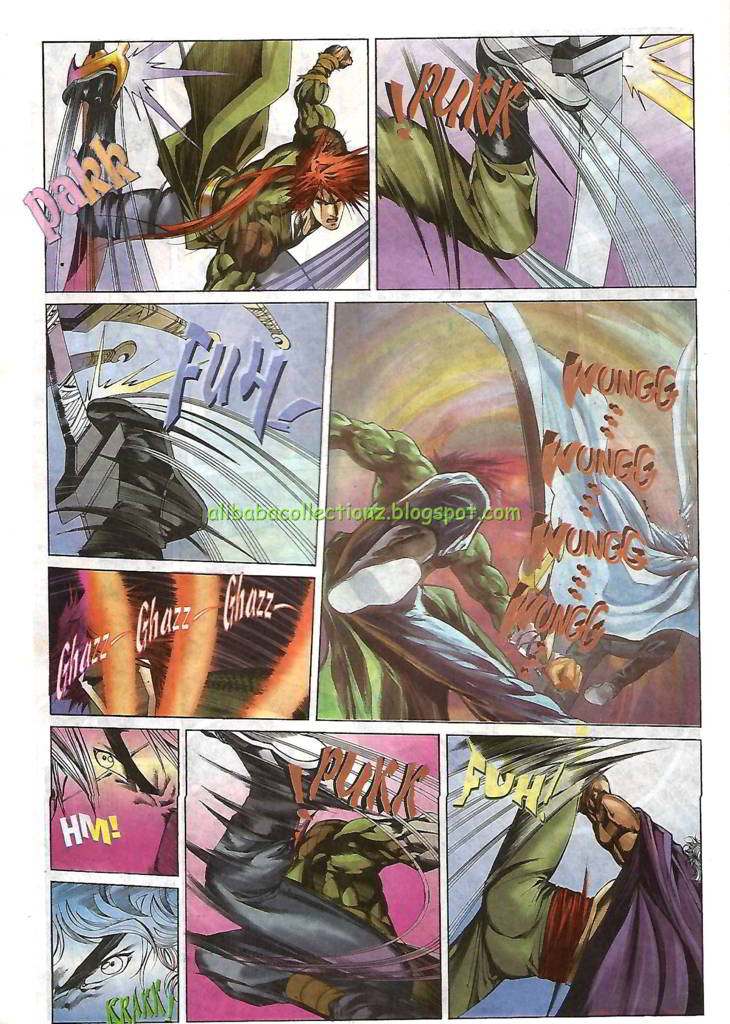 Pakk
! PUKK
FUH-
WUNGG
WUNGG
WUNGG
WUNGG
alibabacollectionz.blogspot.com
Ghazz- Ghazz- Ghazz-
HM!
KRAKK!
! PUKK
FUH!